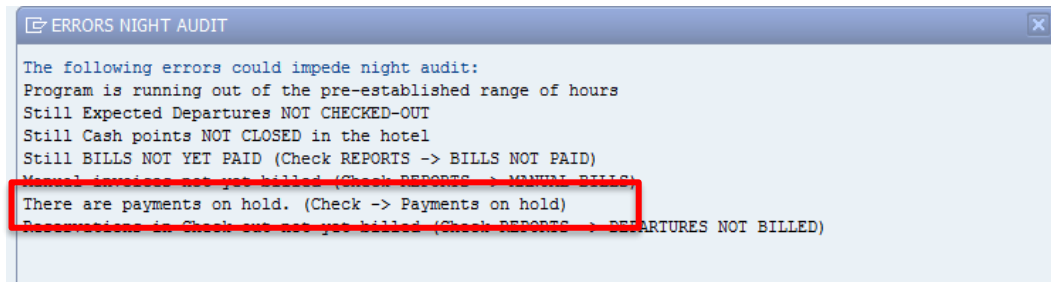 ERRORS NIGHT AUDIT
The following errors could impede night audit:
Program is running out of the pre-established range of hours
Still Expected Departures NOT CHECKED-OUT
Still Cash points NOT CLOSED in the hotel
Still BILLS NOT YET PAID (Check REPORTS -> BILLS NOT PAID)
Manual invoices not yet billed (Check REPORTS -> MANUAL BILLS)
There are payments on hold. (Check -> Payments on hold)
Reservations in Check out not yet billed (Check REPORTS -> DEPARTURES NOT BILLED)